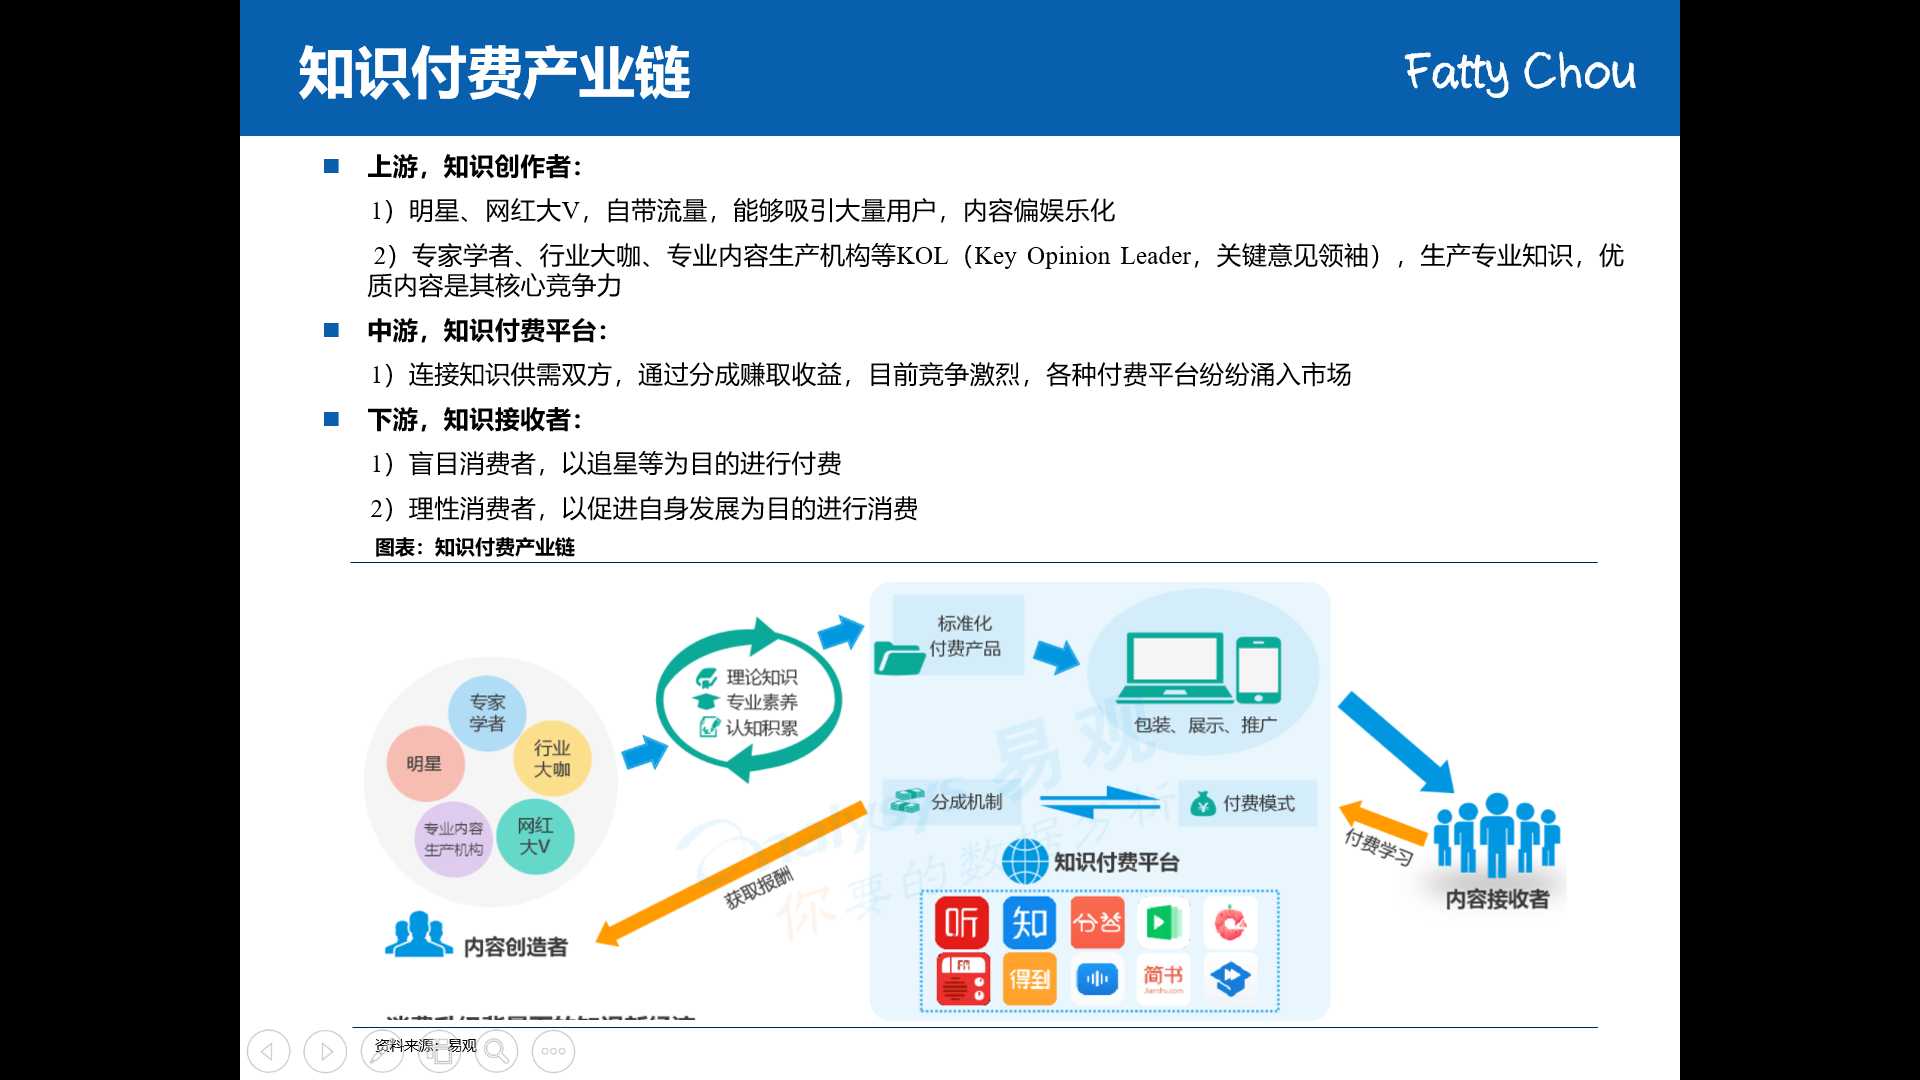 知识付费产业链
Fatty Chou
上游，知识创作者：
1）明星、网红大V，自带流量，能够吸引大量用户，内容偏娱乐化
2）专家学者、行业大咖、专业内容生产机构等KOL（Key Opinion Leader，关键意见领袖），生产专业知识，优
质内容是其核心竞争力
中游，知识付费平台：
1）连接知识供需双方，通过分成赚取收益，目前竞争激烈，各种付费平台纷纷涌入市场
下游，知识接收者：
1）盲目消费者，以追星等为目的进行付费
2）理性消费者，以促进自身发展为目的进行消费
图表：知识付费产业链
专家
学者
明星
行业
大咖
专业内容
生产机构
网红
大V
内容创造者
理论知识
专业素养
认知积累
标准化
付费产品
包装、展示、推广
分成机制
付费模式
获取报酬
付费学习
内容接收者
知识付费平台
听
知
分答
FM
得到
简书
Jianshu.com
易观
你要的数据分析
资料来源：易观